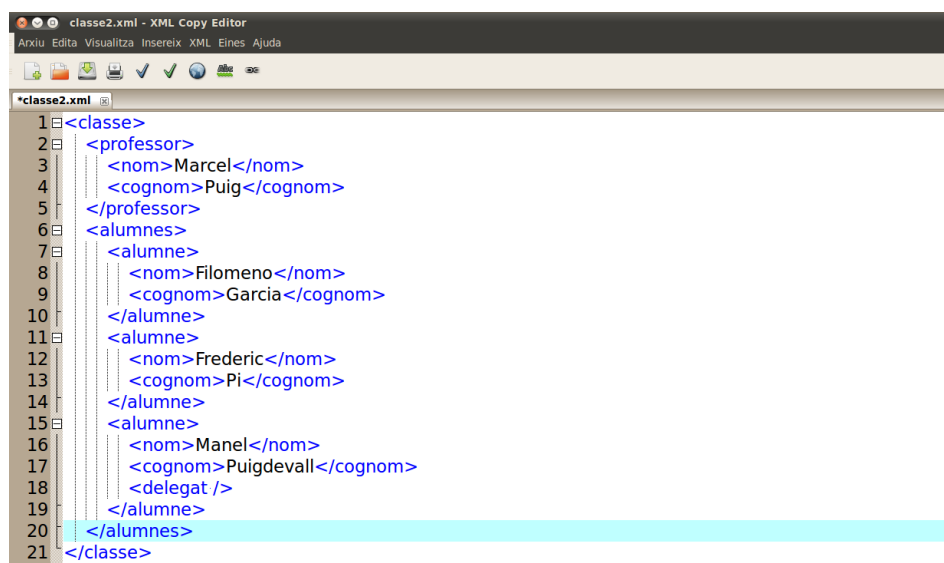 classe2.xml - XML Copy Editor
Arxiu Edita Visualitza Insereix XML Eines Ajuda
Abc
*classe2.xml
1 <classe>
2 <professor>
3 <nom>Marcel</nom>
4 <cognom>Puig</cognom>
5 </professor>
6 <alumnes>
7 <alumne>
8 <nom>Filomeno</nom>
9 <cognom>Garcia</cognom>
10 </alumne>
11 <alumne>
12 <nom>Frederic</nom>
13 <cognom>Pi</cognom>
14 </alumne>
15 <alumne>
16 <nom>Manel</nom>
17 <cognom>Puigdevall</cognom>
18 <delegat />
19 </alumne>
20 </alumnes>
21 </classe>